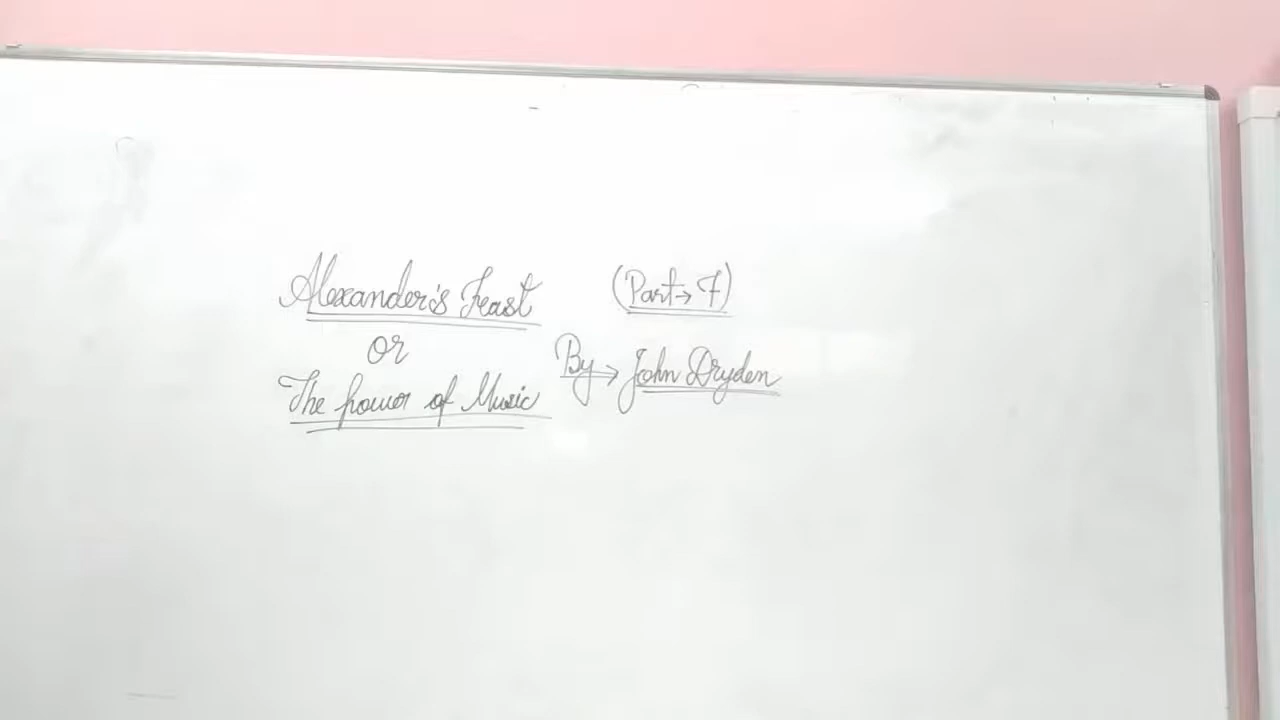 Alexander's Feast (Part → 7)
or
The power of Music By → John Dryden